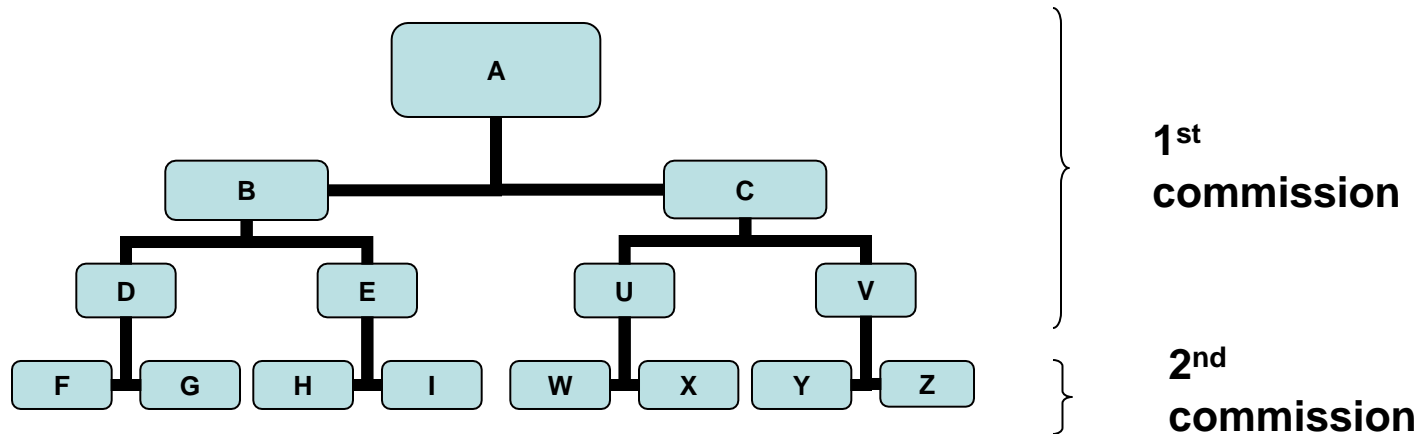 A
B C
D E U V
F G H I W X Y Z
1st
commission
2nd
commission